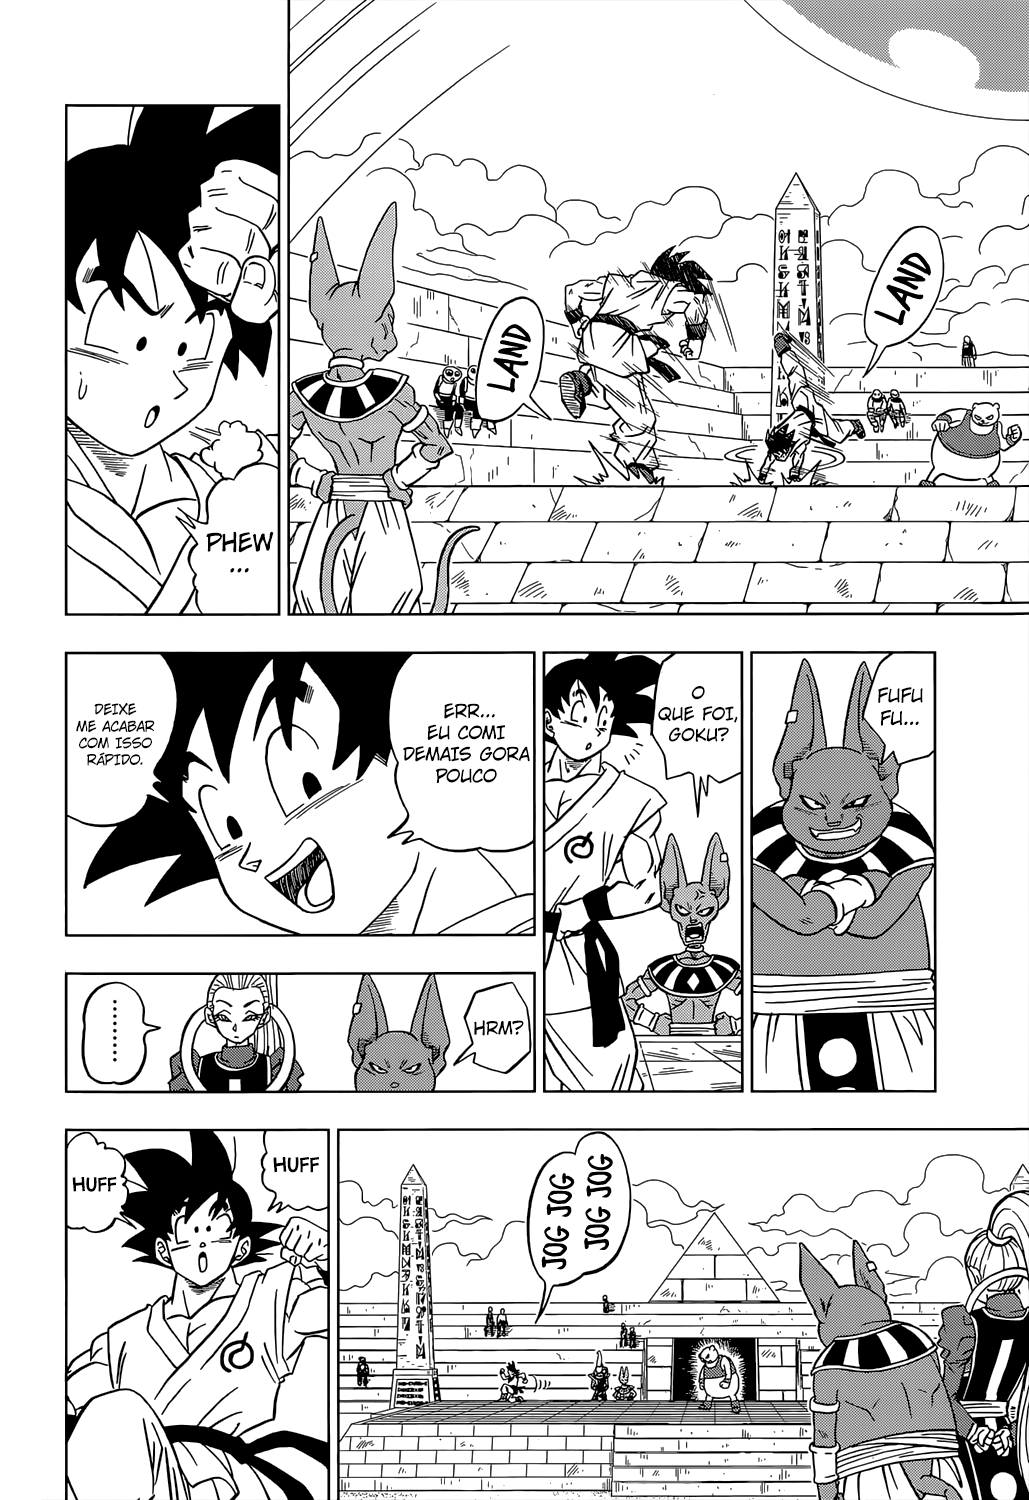 LAND
LAND
PHEW
...
FUFU
FU...
O
QUE FOI,
GOKU?
ERR...
EU COMI
DEMAIS GORA
POUCO
DEIXE
ME ACABAR
COM ISSO
RÁPIDO.
HRM?
.........
JOG JOG
JOG JOG
HUFF
HUFF